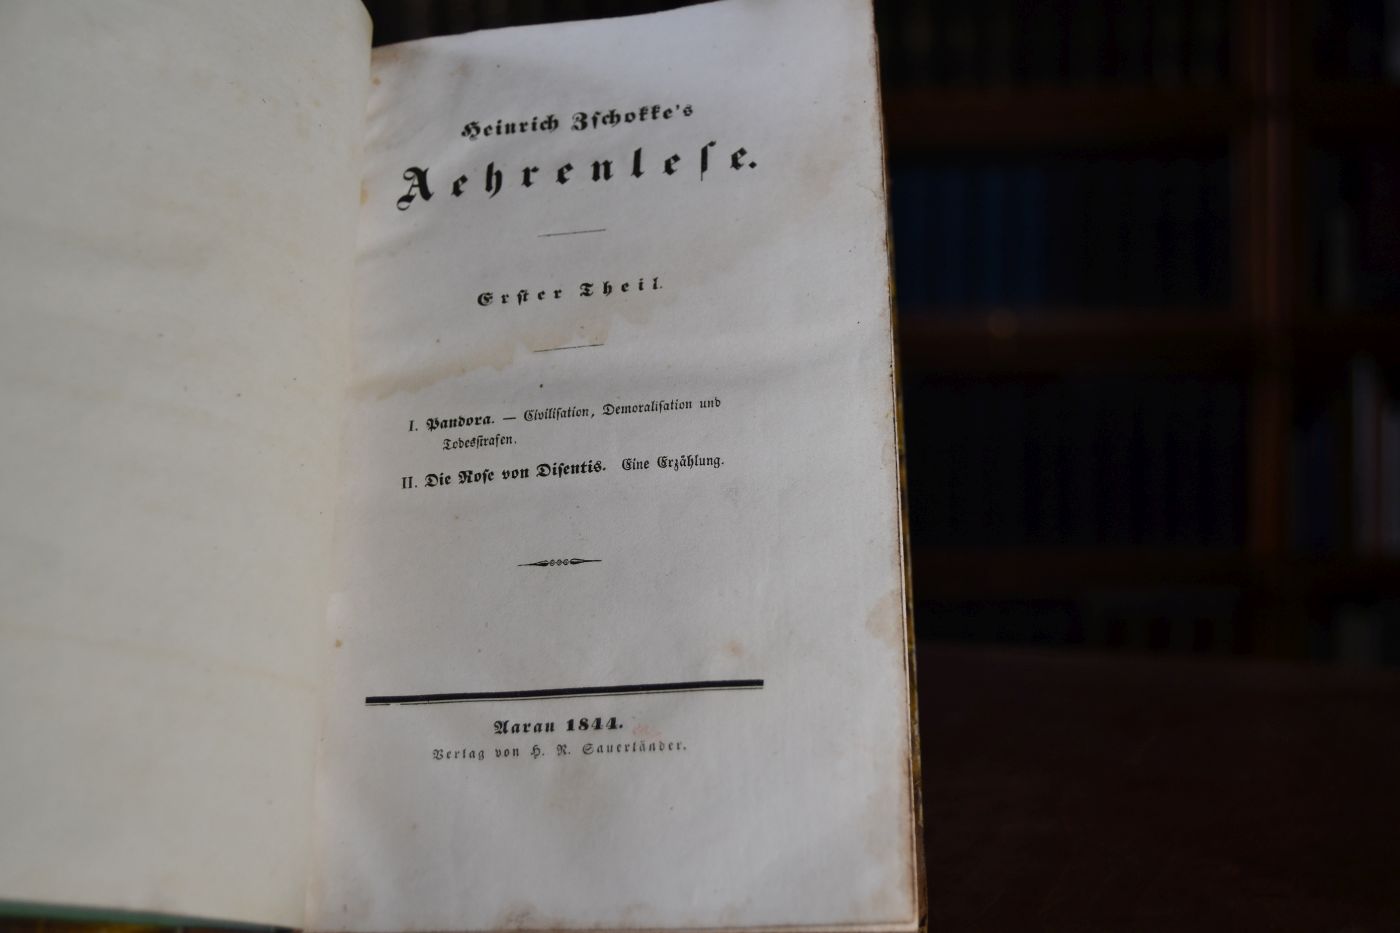 Heinrich Zschokke's
Aehrenlese.
Erster Theil.
I. Pandora. — Civilisation, Demoralisation und
Todesstrafen.
II. Die Rose von Disentis. Eine Erzählung.
Aarau 1844.
Verlag von H. R. Sauerländer.